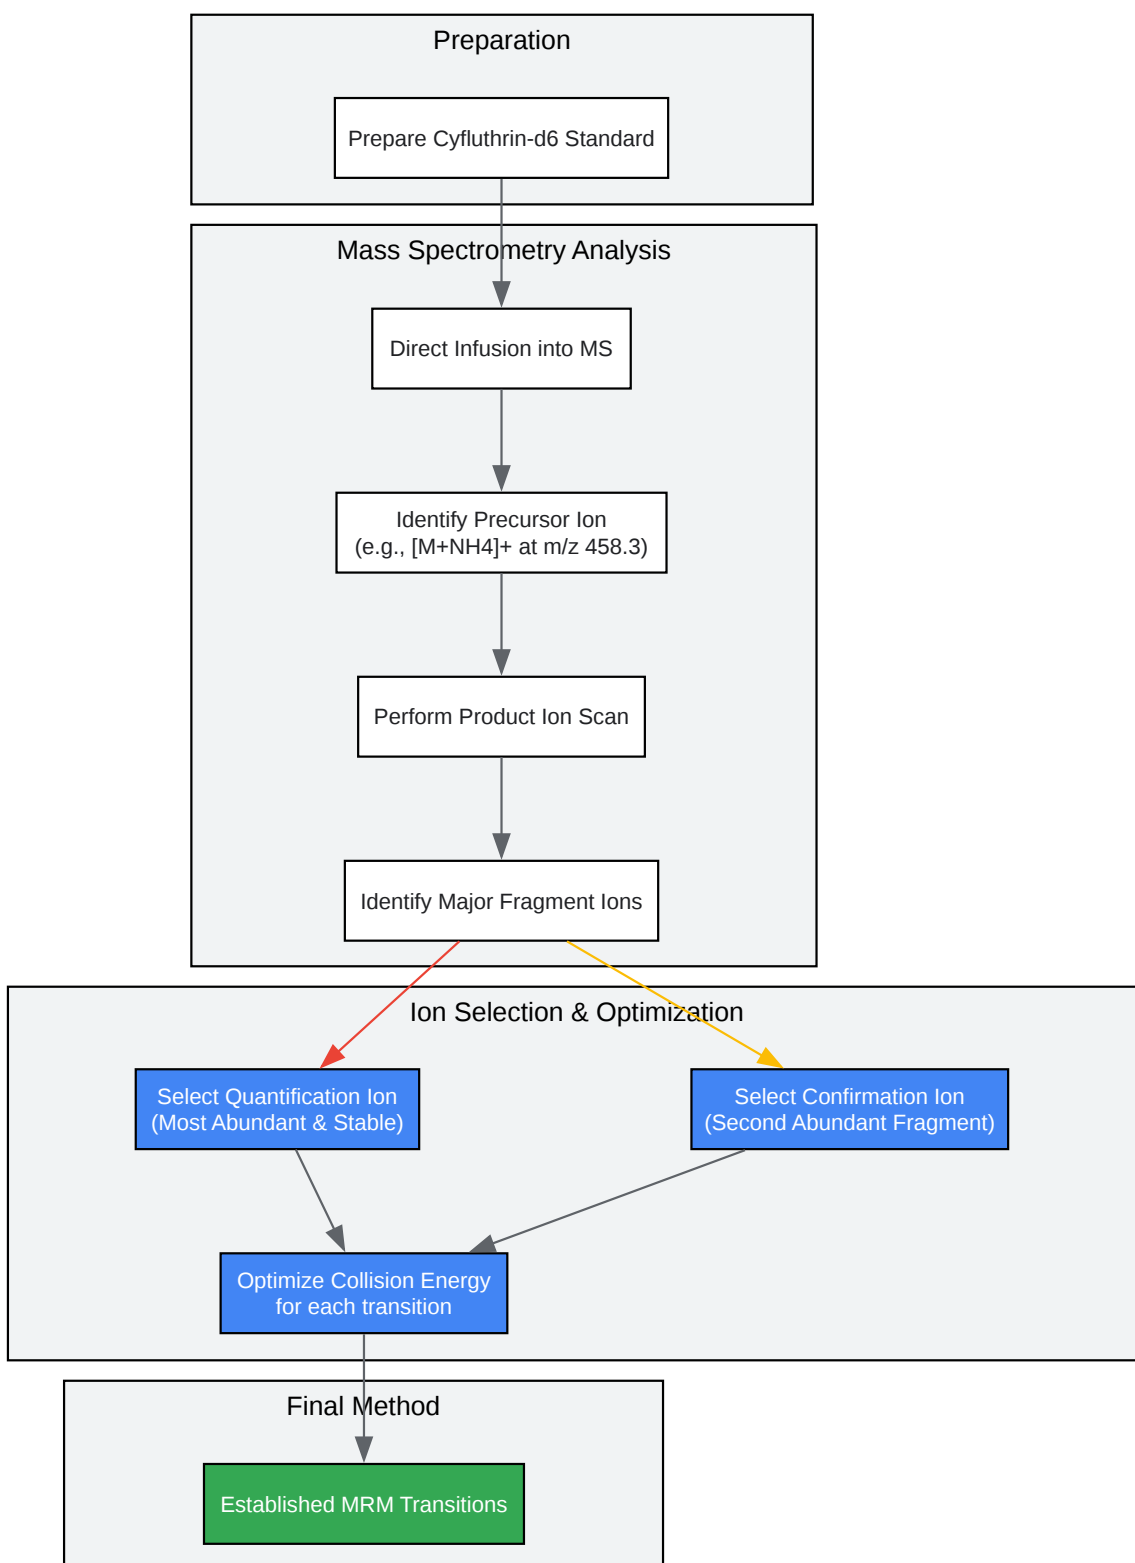 Preparation
Prepare Cyfluthrin-d6 Standard
Mass Spectrometry Analysis
Direct Infusion into MS
Identify Precursor Ion
(e.g., [M+NH4]+ at m/z 458.3)
Perform Product Ion Scan
Identify Major Fragment Ions
Ion Selection & Optimization
Select Quantification Ion
(Most Abundant & Stable)
Select Confirmation Ion
(Second Abundant Fragment)
Optimize Collision Energy
for each transition
Final Method
Established MRM Transitions